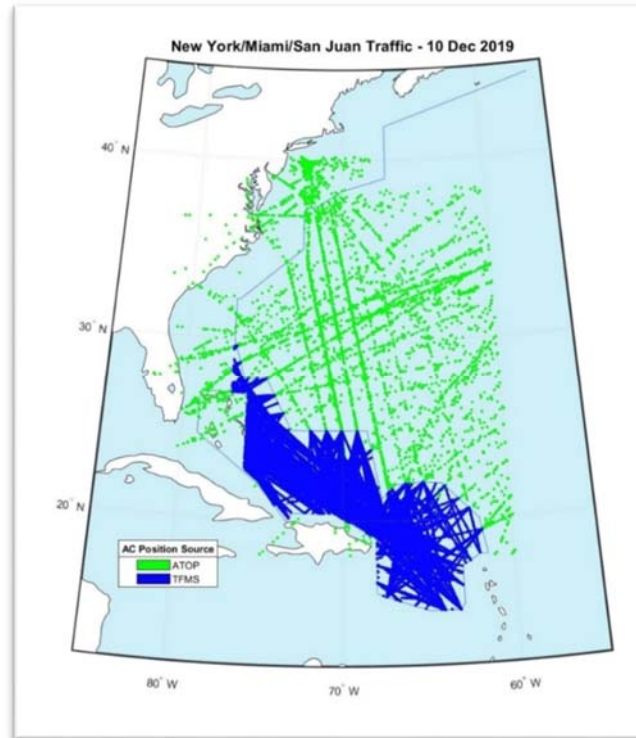 New York/Miami/San Juan Traffic - 10 Dec 2019
40° N
30° N
20° N
AC Position Source
ATOP
TFMS
80° W
70° W
60° W